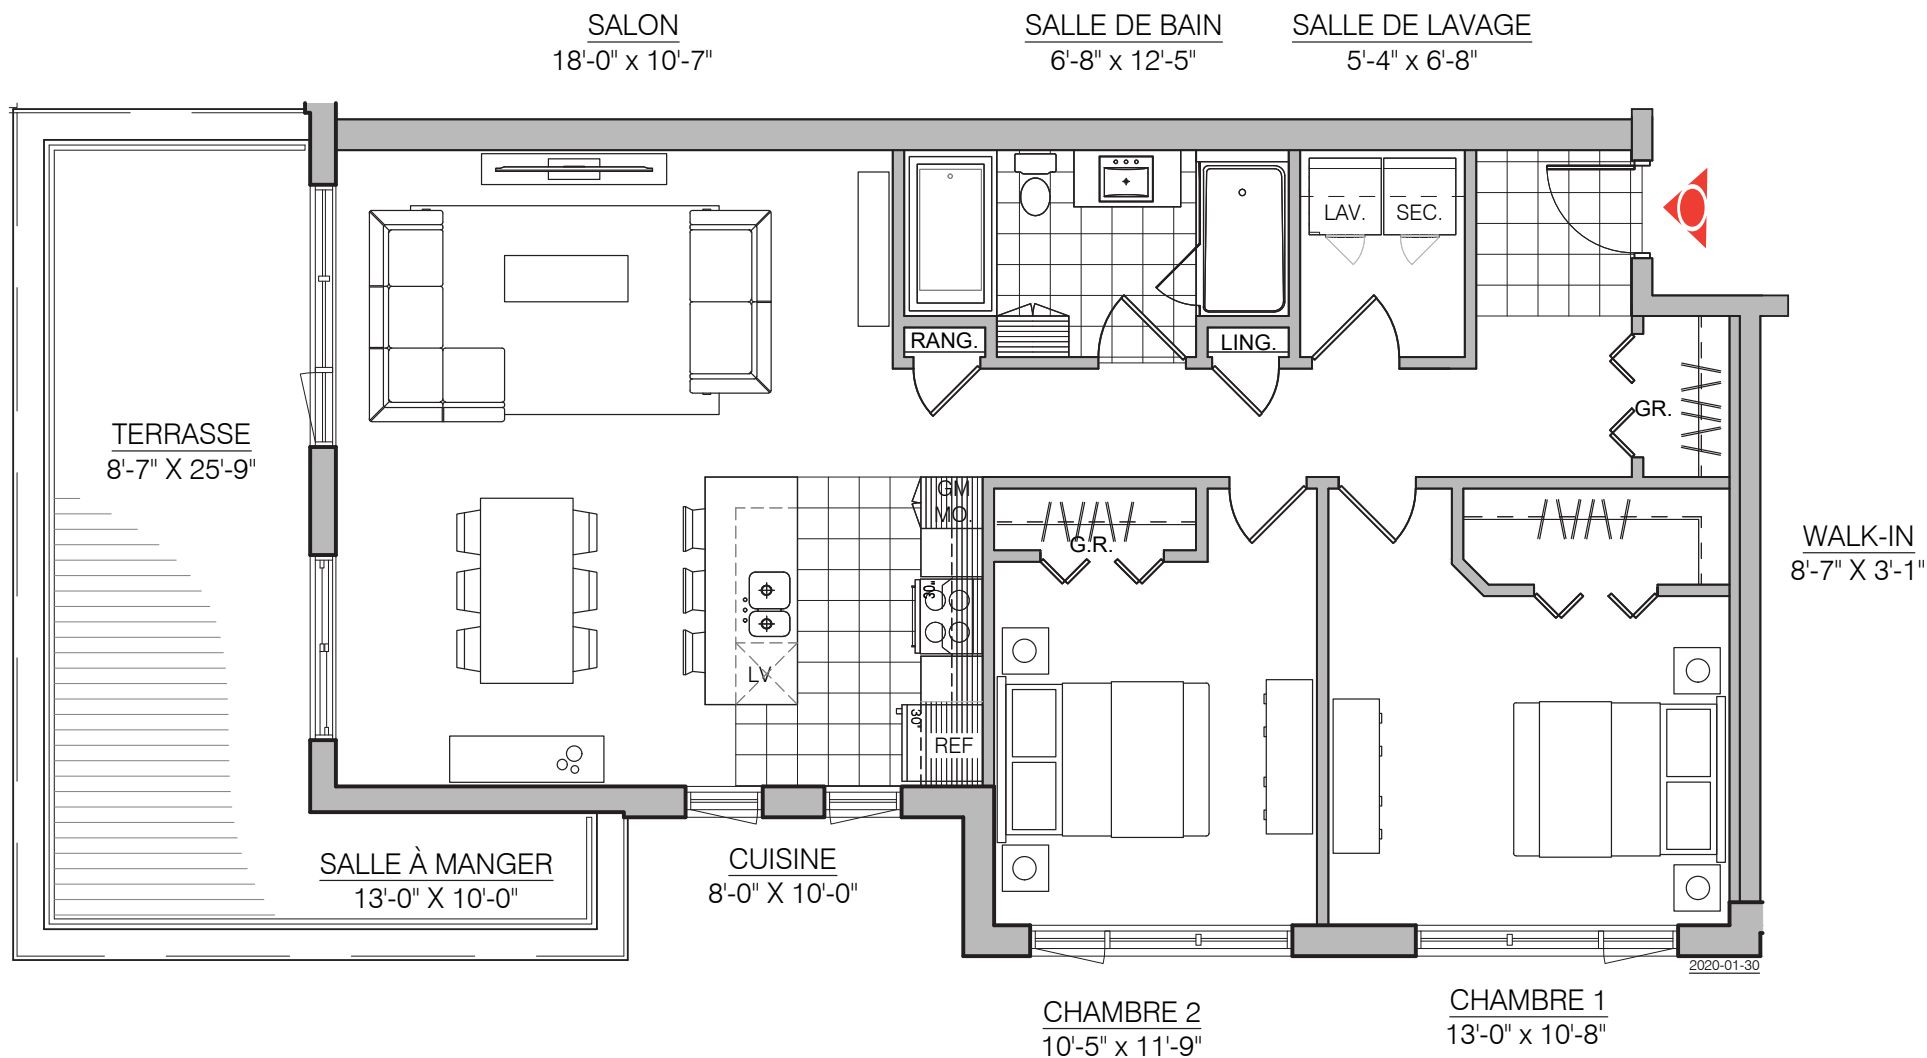 SALON
18'-0" x 10'-7"
SALLE DE BAIN
6'-8" x 12'-5"
SALLE DE LAVAGE
5'-4" x 6'-8"
LAV.
SEC.
RANG.
LING.
GR.
TERRASSE
8'-7" X 25'-9"
GM
MO.
G.R.
WALK-IN
8'-7" X 3'-1"
30"
LV
30"
REF
SALLE À MANGER
13'-0" X 10'-0"
CUISINE
8'-0" X 10'-0"
2020-01-30
CHAMBRE 2
10'-5" x 11'-9"
CHAMBRE 1
13'-0" x 10'-8"